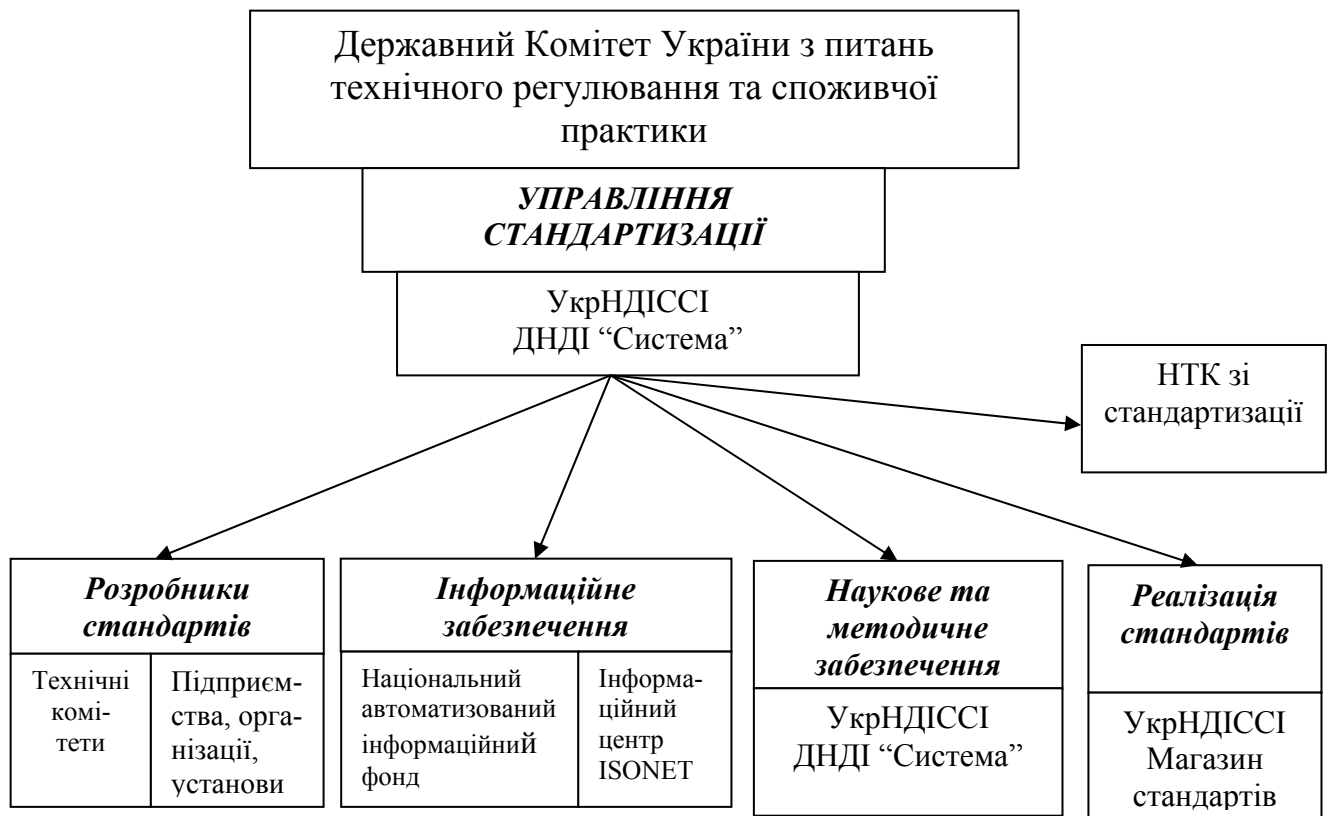 Державний Комітет України з питань
технічного регулювання та споживчої
практики
УПРАВЛІННЯ
СТАНДАРТИЗАЦІЇ
УкрНДІССІ
ДНДІ “Система”
НТК зі
стандартизації
Розробники
стандартів
Технічні
комі-
тети
Підприєм-
ства, орга-
нізації,
установи
Інформаційне
забезпечення
Національний
автоматизований
інформаційний
фонд
Інформа-
ційний
центр
ISONET
Наукове та
методичне
забезпечення
УкрНДІССІ
ДНДІ “Система”
Реалізація
стандартів
УкрНДІССІ
Магазин
стандартів